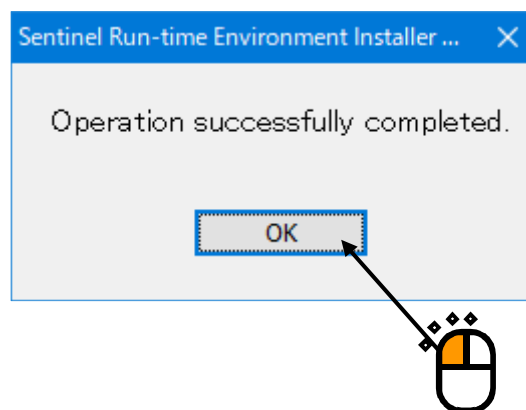 Sentinel Run-time Environment Installer ...
Operation successfully completed.
OK